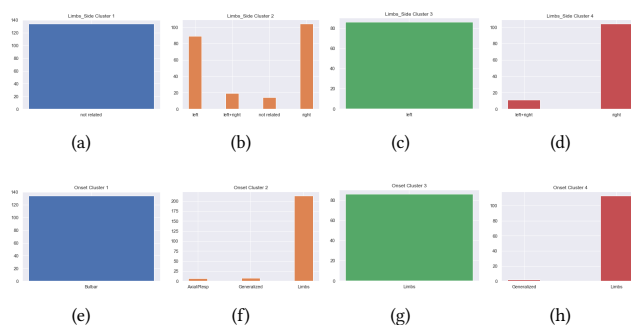 Limbs_Side Cluster 1
140
120
100
80
60
40
20
0
not related
(a)
Limbs_Side Cluster 2
100
80
60
40
20
0
left
left+right
not related
right
(b)
Limbs_Side Cluster 3
80
60
40
20
0
left
(c)
Limbs_Side Cluster 4
100
80
60
40
20
0
left+right
right
(d)
Onset Cluster 1
140
120
100
80
60
40
20
0
Bulbar
(e)
Onset Cluster 2
200
175
150
125
100
75
50
25
0
Axial/Resp
Generalized
Limbs
(f)
Onset Cluster 3
80
60
40
20
0
Limbs
(g)
Onset Cluster 4
100
80
60
40
20
0
Generalized
Limbs
(h)